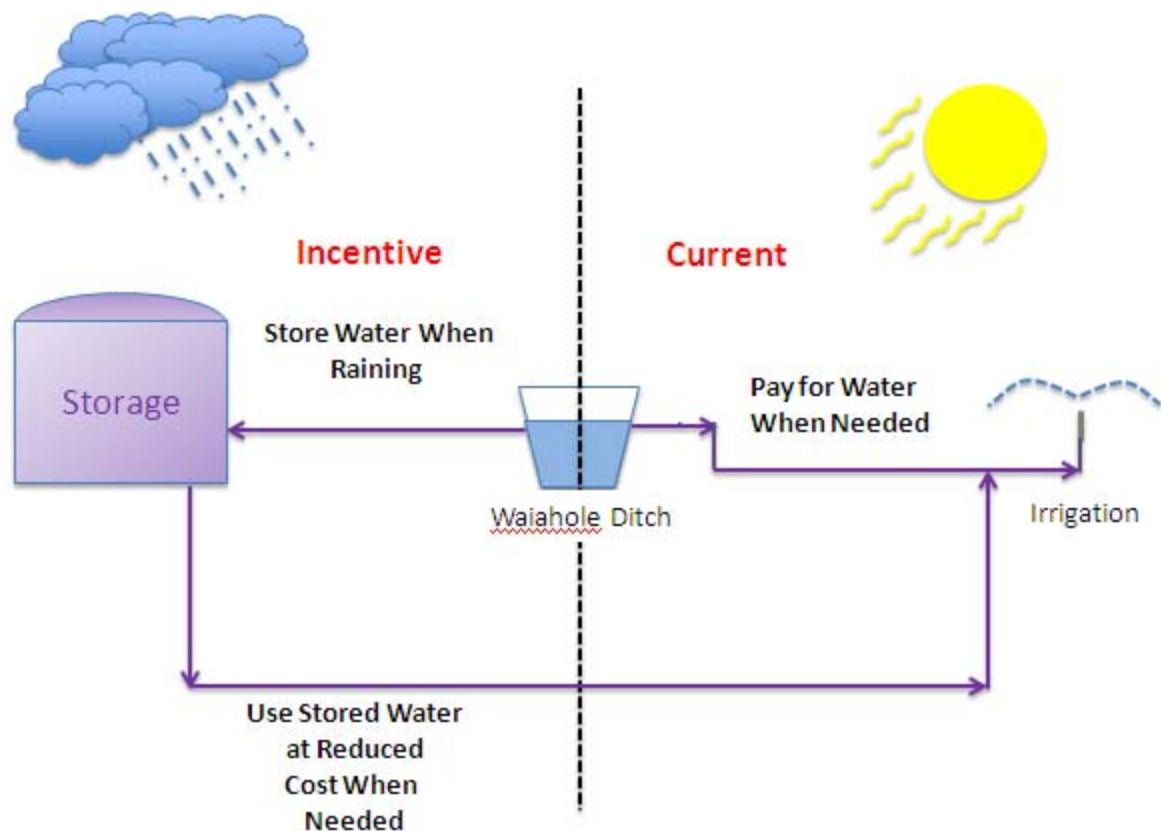 Incentive
Current
Store Water When
Raining
Storage
Pay for Water
When Needed
Waiahole Ditch
Irrigation
Use Stored Water
at Reduced
Cost When
Needed